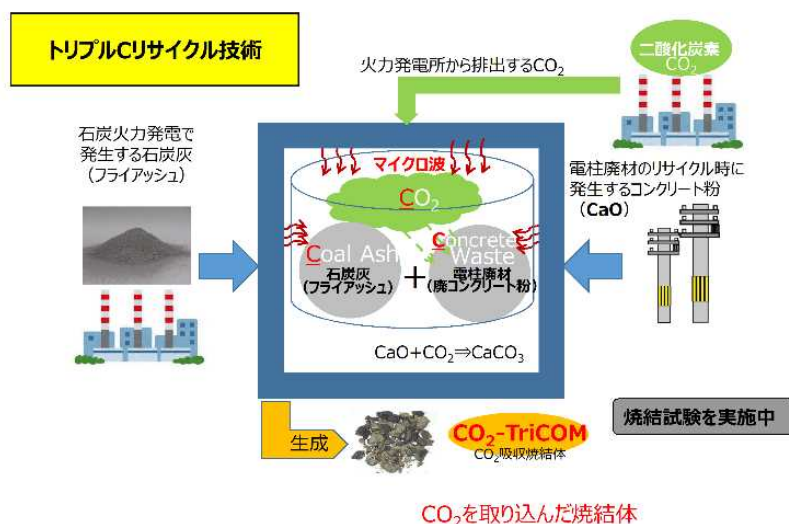 トリプルCリサイクル技術
二酸化炭素
CO₂
火力発電所から排出するCO₂
石炭火力発電で
発生する石炭灰
（フライアッシュ）
マイクロ波
CO₂
電柱廃材のリサイクル時に
発生するコンクリート粉
（CaO）
Coal Ash
石炭灰
（フライアッシュ）
+
Concrete
Waste
電柱廃材
（廃コンクリート粉）
CaO+CO₂⇒CaCO₃
生成
CO₂-TriCOM
CO₂吸収焼結体
焼結試験を実施中
CO₂を取り込んだ焼結体